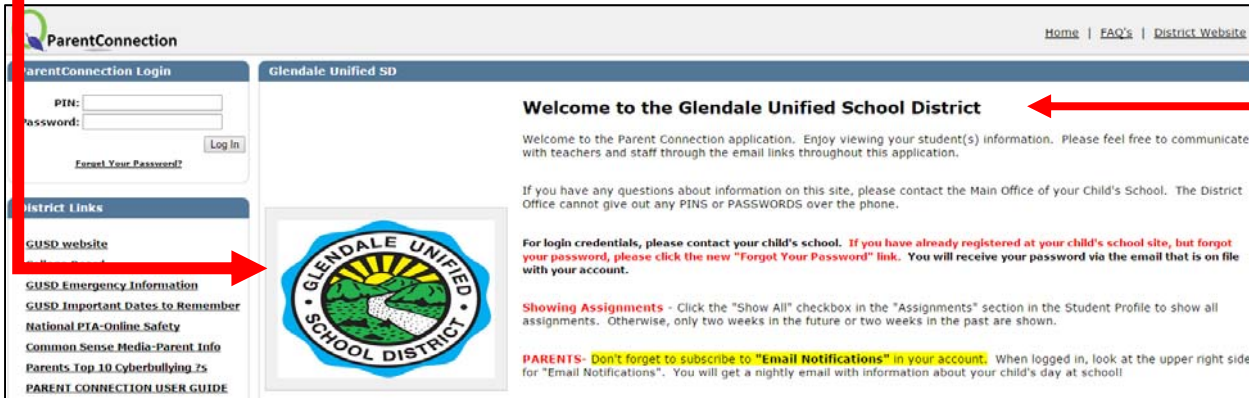 ParentConnection
Home | FAQ's | District Website
ParentConnection Login
PIN:
Password:
Log In
Forgot Your Password?
District Links
GUSD website
GUSD Emergency Information
GUSD Important Dates to Remember
National PTA-Online Safety
Common Sense Media-Parent Info
Parents Top 10 Cyberbullying ?s
PARENT CONNECTION USER GUIDE
Glendale Unified SD
GLENDALE UNIFIED
SCHOOL DISTRICT
Welcome to the Glendale Unified School District
Welcome to the Parent Connection application. Enjoy viewing your student(s) information. Please feel free to communicate
with teachers and staff through the email links throughout this application.
If you have any questions about information on this site, please contact the Main Office of your Child's School. The District
Office cannot give out any PINS or PASSWORDS over the phone.
For login credentials, please contact your child's school. If you have already registered at your child's school site, but forgot
your password, please click the new "Forgot Your Password" link. You will receive your password via the email that is on file
with your account.
Showing Assignments - Click the "Show All" checkbox in the "Assignments" section in the Student Profile to show all
assignments. Otherwise, only two weeks in the future or two weeks in the past are shown.
PARENTS- Don't forget to subscribe to "Email Notifications" in your account. When logged in, look at the upper right side
for "Email Notifications". You will get a nightly email with information about your child's day at school!